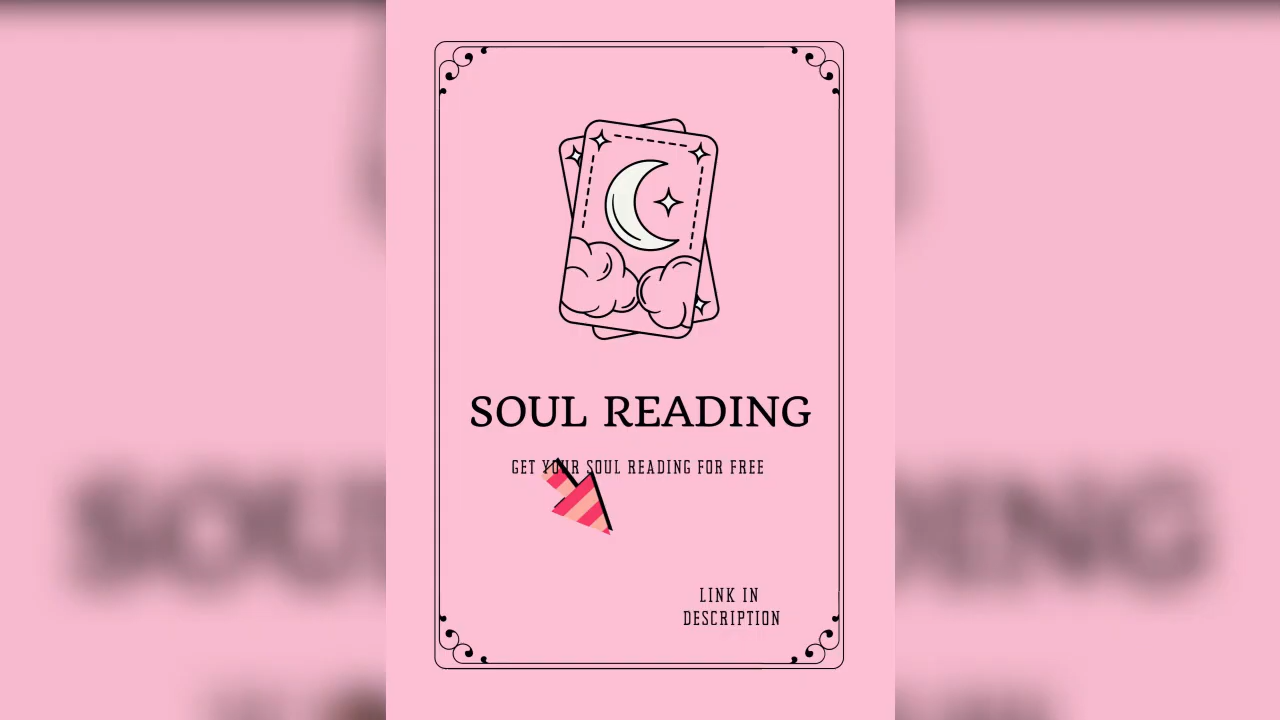 SOUL READING
GET YOUR SOUL READING FOR FREE
LINK IN
DESCRIPTION